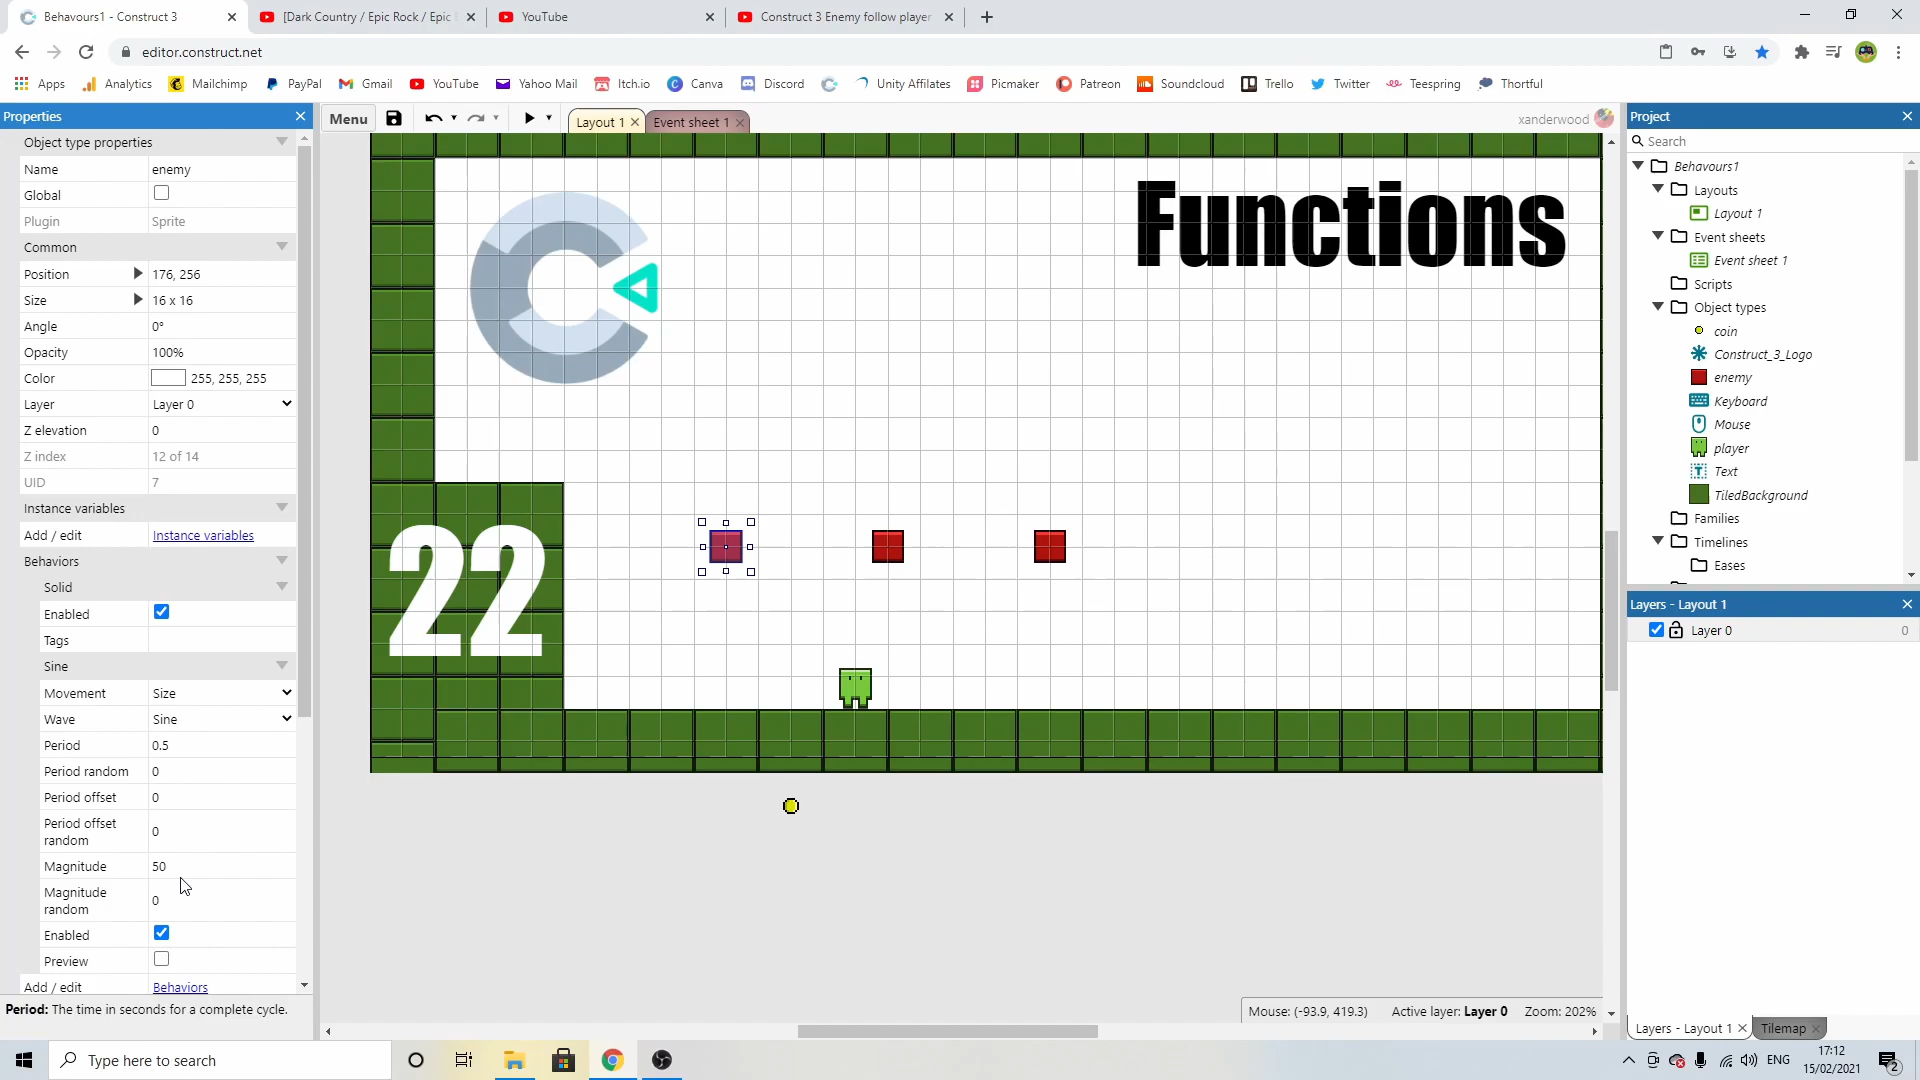 Behavours1 - Construct 3
[Dark Country / Epic Rock / Epic
YouTube
Construct 3 Enemy follow player
editor.construct.net
Apps
Analytics
Mailchimp
PayPal
Gmail
YouTube
Yahoo Mail
Itch.io
Canva
Discord
Unity Affilates
Picmaker
Patreon
Soundcloud
Trello
Twitter
Teespring
Thortful
Properties
Object type properties
Name enemy
Global
Plugin Sprite
Common
Position 176, 256
Size 16 x 16
Angle 0°
Opacity 100%
Color 255, 255, 255
Layer Layer 0
Z elevation 0
Z index 12 of 14
UID 7
Instance variables
Add / edit Instance variables
Behaviors
Solid
Enabled
Tags
Sine
Movement Size
Wave Sine
Period 0.5
Period random 0
Period offset 0
Period offset
random 0
Magnitude 50
Magnitude
random 0
Enabled
Preview
Add / edit Behaviors
Period: The time in seconds for a complete cycle.
Menu
Layout 1
Event sheet 1
xanderwood
Functions
22
Mouse: (-93.9, 419.3)
Active layer: Layer 0
Zoom: 202%
Project
Search
Behavours1
Layouts
Layout 1
Event sheets
Event sheet 1
Scripts
Object types
coin
Construct_3_Logo
enemy
Keyboard
Mouse
player
Text
TiledBackground
Families
Timelines
Eases
Layers - Layout 1
Layer 0 0
Layers - Layout 1
Tilemap
Type here to search
ENG
17:12
15/02/2021
2